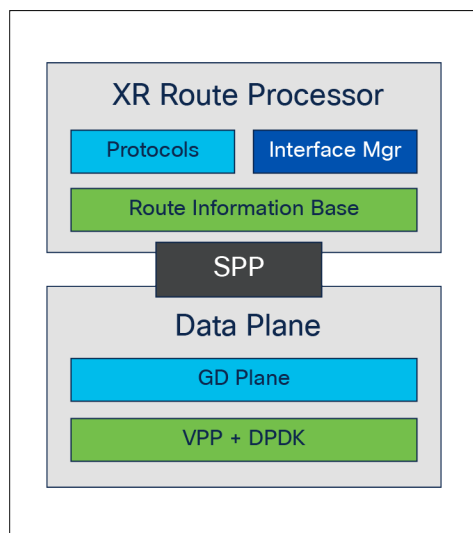 XR Route Processor
Protocols
Interface Mgr
Route Information Base
SPP
Data Plane
GD Plane
VPP + DPDK